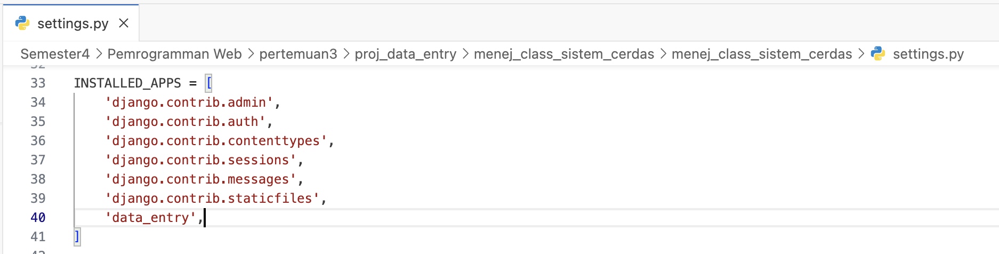 settings.py
Semester4 > Pemrogramman Web > pertemuan3 > proj_data_entry > menej_class_sistem_cerdas > menej_class_sistem_cerdas > settings.py
33 INSTALLED_APPS = [
34     'django.contrib.admin',
35     'django.contrib.auth',
36     'django.contrib.contenttypes',
37     'django.contrib.sessions',
38     'django.contrib.messages',
39     'django.contrib.staticfiles',
40     'data_entry',
41 ]